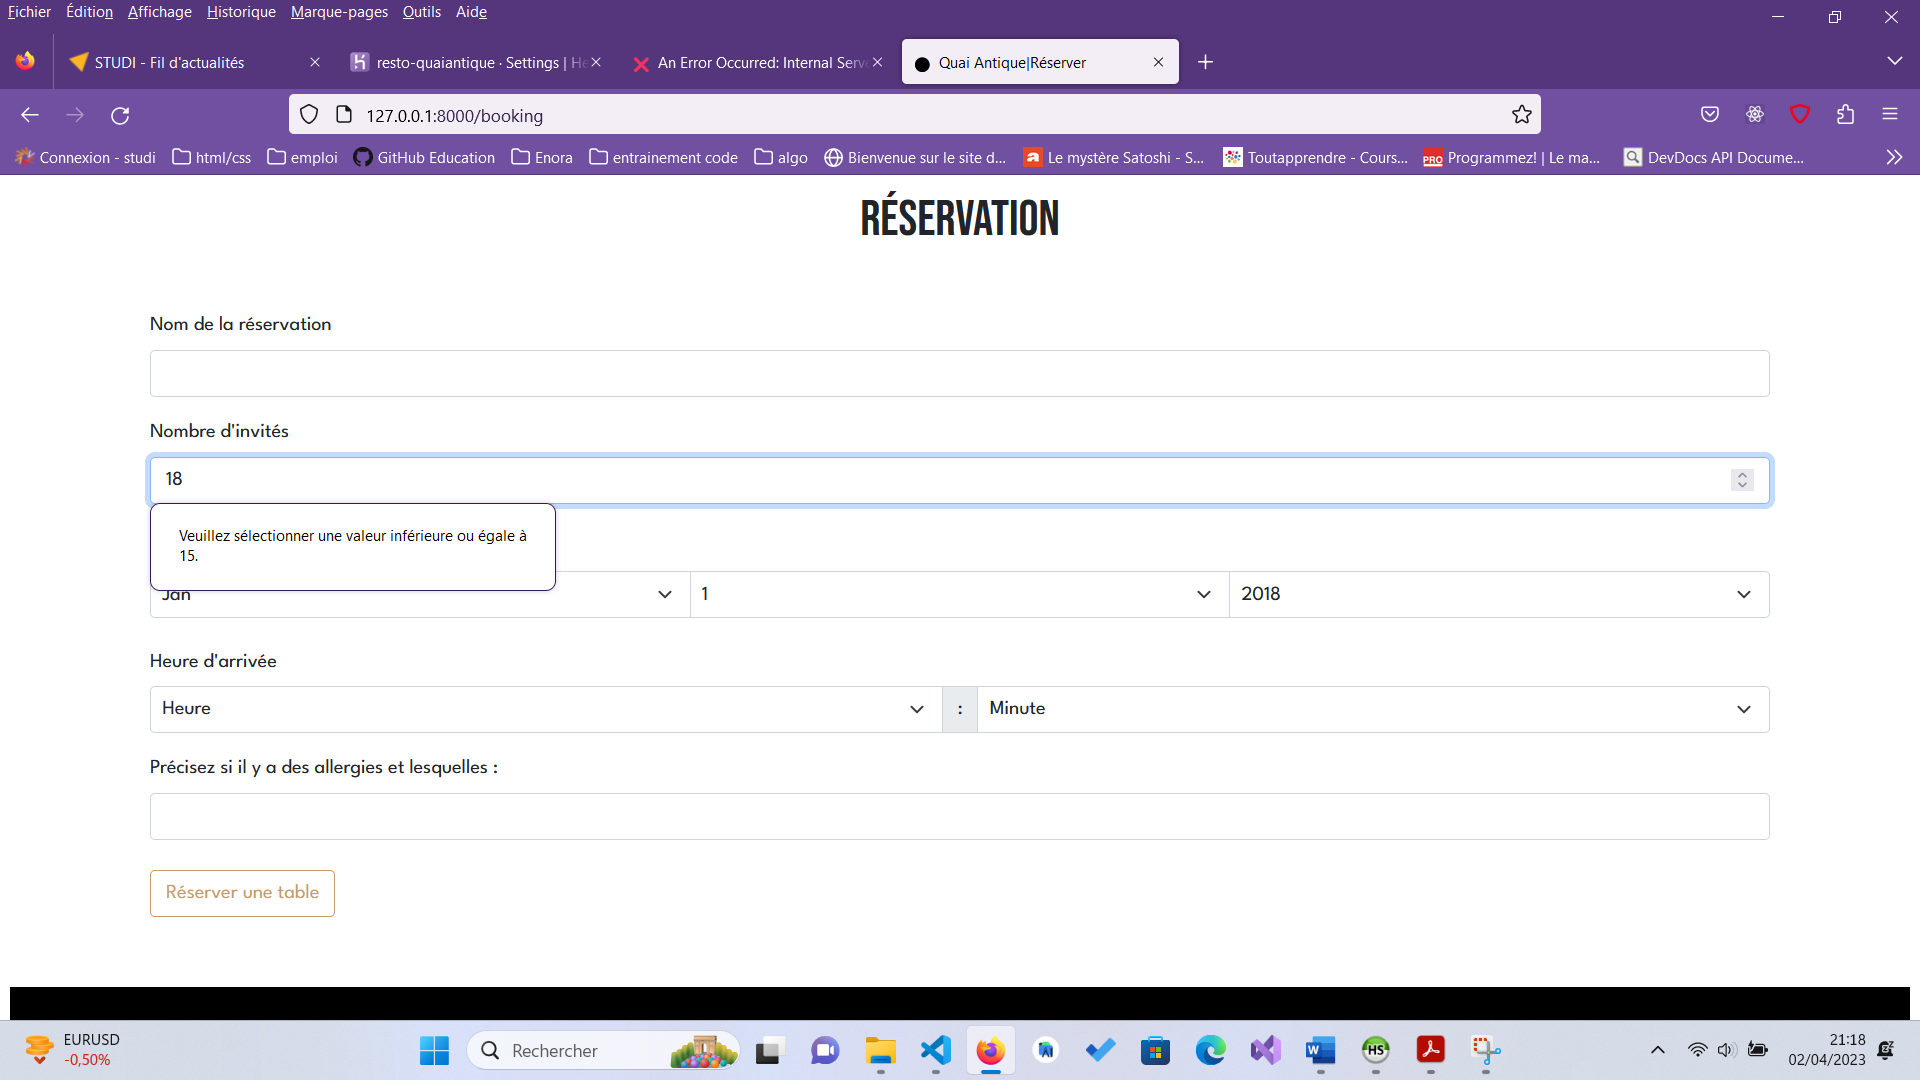 Fichier Édition Affichage Historique Marque-pages Outils Aide
STUDI - Fil d'actualités
resto-quaiantique · Settings | He
An Error Occurred: Internal Serve
Quai Antique|Réserver
127.0.0.1:8000/booking
Connexion - studi
html/css
emploi
GitHub Education
Enora
entrainement code
algo
Bienvenue sur le site d...
Le mystère Satoshi - S...
Toutapprendre - Cours...
PRO Programmez! | Le ma...
DevDocs API Docume...
RÉSERVATION
Nom de la réservation
Nombre d'invités
18
Veuillez sélectionner une valeur inférieure ou égale à
15.
Jan
1
2018
Heure d'arrivée
Heure
:
Minute
Précisez si il y a des allergies et lesquelles :
Réserver une table
EURUSD
-0,50%
Rechercher
HS
21:18
02/04/2023